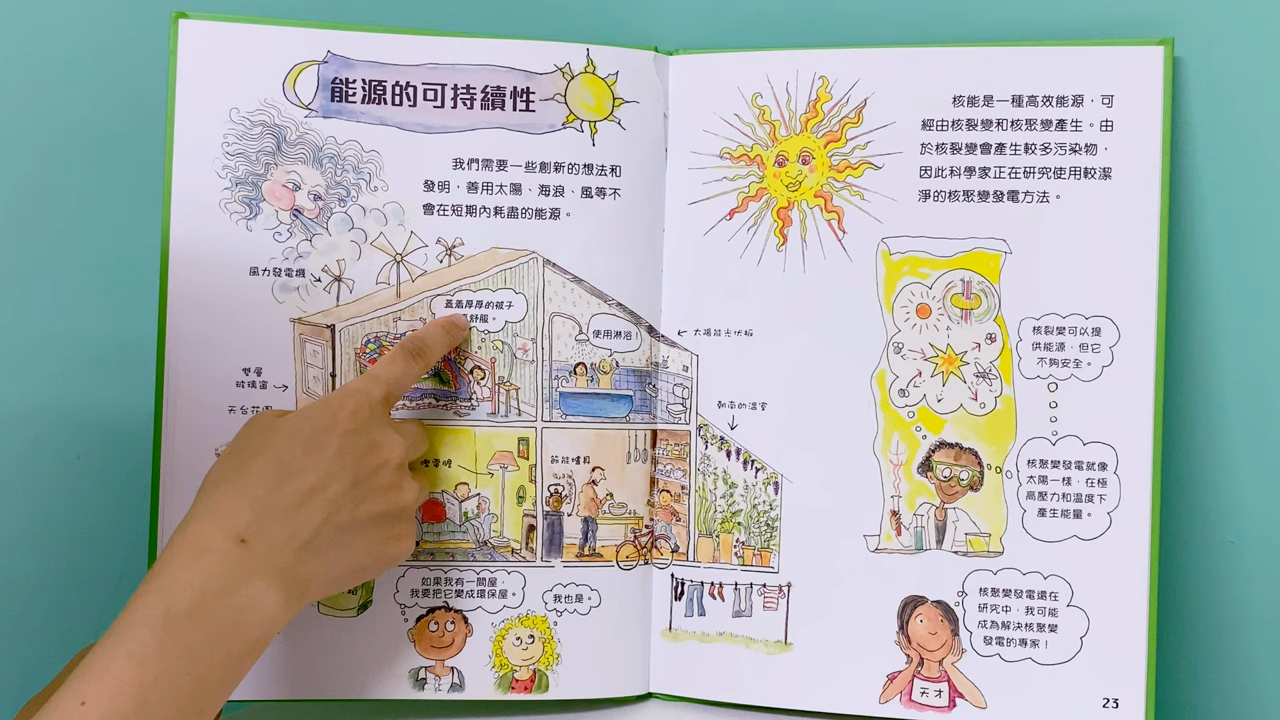 能源的可持續性
我們需要一些創新的想法和
發明，善用太陽、海浪、風等不
會在短期內耗盡的能源。
風力發電機
蓋着厚厚的被子
舒服。
使用淋浴！
太陽能光伏板
雙層
玻璃窗
天台花園
朝南的溫室
慳電膽
節能爐具
如果我有一間屋，
我要把它變成環保屋。
我也是。
核能是一種高效能源，可
經由核裂變和核聚變產生。由
於核裂變會產生較多污染物，
因此科學家正在研究使用較潔
淨的核聚變發電方法。
核裂變可以提
供能源，但它
不夠安全。
核聚變發電就像
太陽一樣，在極
高壓力和溫度下
產生能量。
核聚變發電還在
研究中，我可能
成為解決核聚變
發電的專家！
天才
23